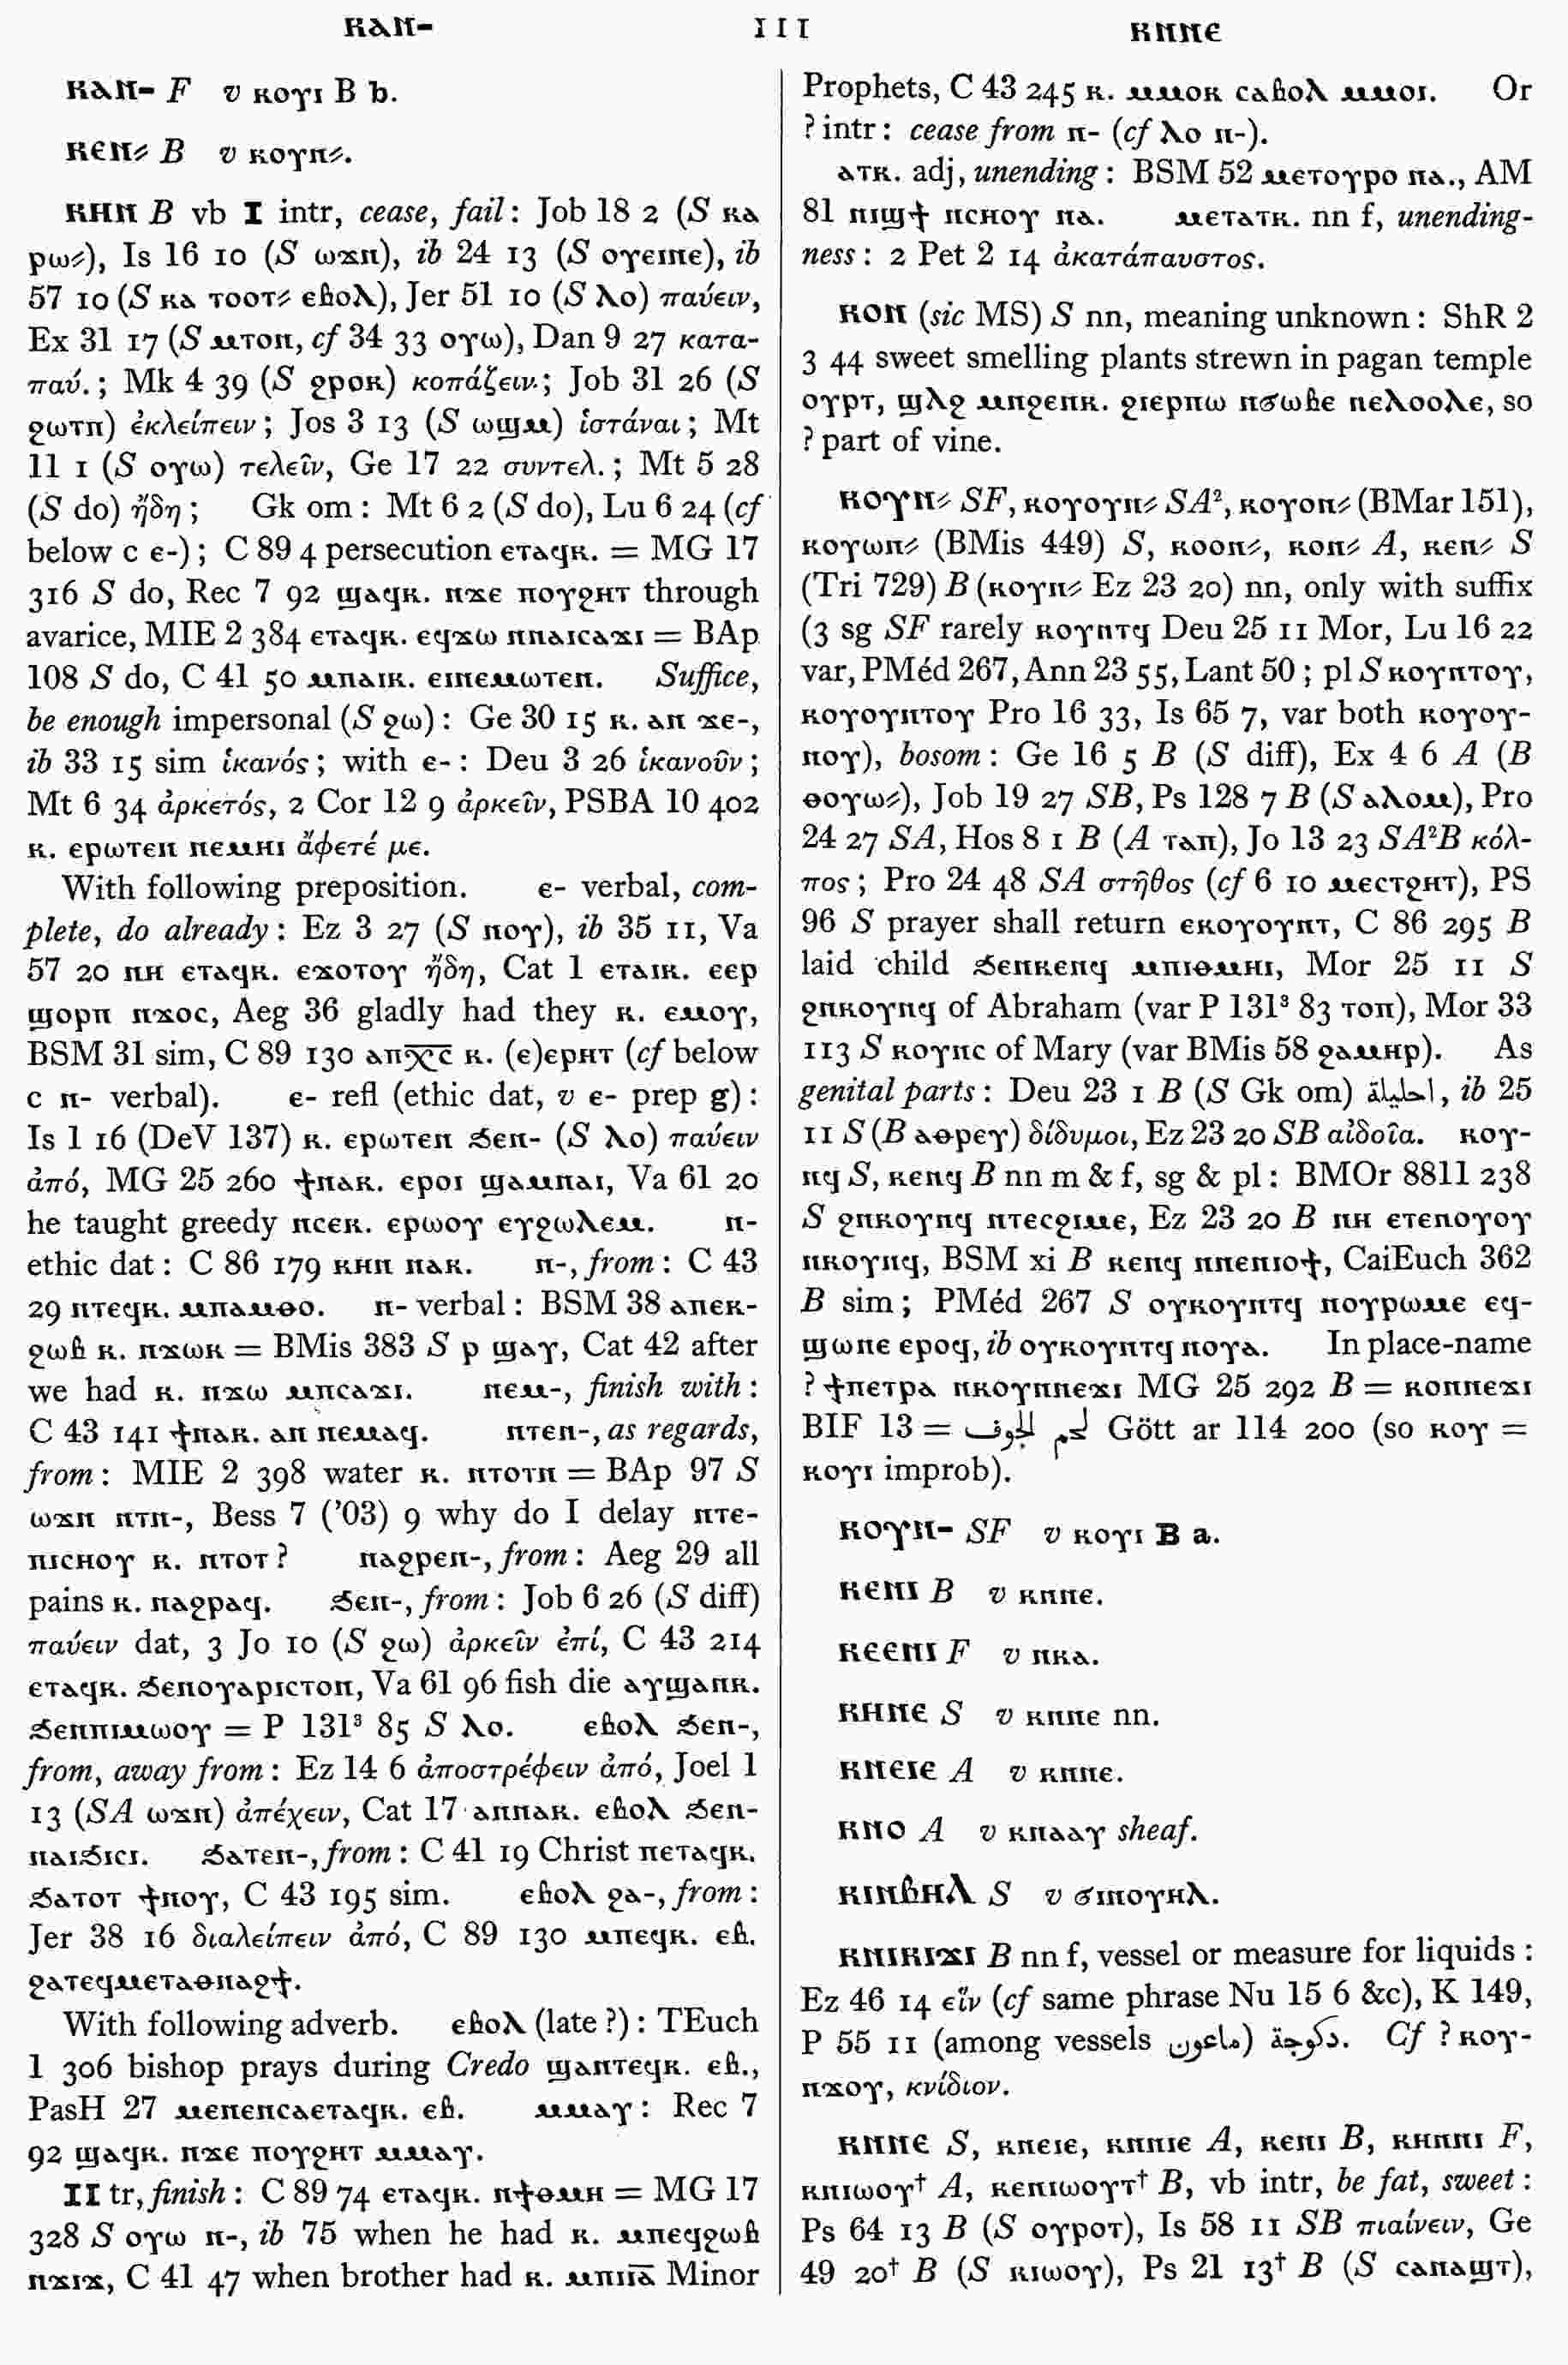 ⲕⲁⲛ- 111 ⲕⲛⲛⲉ
ⲕⲁⲛ- F v ⲕⲟⲩⲓ B b.
ⲕⲉⲛ⸗ B v ⲕⲟⲩⲛ⸗.
ⲕⲏⲛ B vb I intr, cease, fail: Job 18 2 (S ⲕⲁ
ⲣⲱ⸗), Is 16 10 (S ⲱϫⲛ), ib 24 13 (S ⲟⲩⲉⲓⲛⲉ), ib
57 10 (S ⲕⲁ ⲧⲟⲟⲧ⸗ ⲉⲃⲟⲗ), Jer 51 10 (S ⲗⲟ) παύειν,
Ex 31 17 (S ⲙⲧⲟⲛ, cf 34 33 ⲟⲩⲱ), Dan 9 27 κατα-
παύ.; Mk 4 39 (S ϩⲣⲟⲕ) κοπάζειν.; Job 31 26 (S
ϩⲱⲧⲡ) ἐκλείπειν; Jos 3 13 (S ⲱϣⲙ) ἱστάναι; Mt
11 1 (S ⲟⲩⲱ) τελεῖν, Ge 17 22 συντελ.; Mt 5 28
(S do) ἤδη; Gk om: Mt 6 2 (S do), Lu 6 24 (cf
below c ⲉ-); C 89 4 persecution ⲉⲧⲁϥⲕ. = MG 17
316 S do, Rec 7 92 ϣⲁϥⲕ. ⲛϫⲉ ⲡⲟⲩϩⲏⲧ through
avarice, MIE 2 384 ⲉⲧⲁϥⲕ. ⲉϥϫⲱ ⲛⲛⲁⲓⲥⲁϫⲓ = BAp
108 S do, C 41 50 ⲙⲡⲁⲓⲕ. ⲉⲓⲛⲉⲙⲱⲧⲉⲛ. Suffice,
be enough impersonal (S ϩⲱ): Ge 30 15 ⲕ. ⲁⲛ ϫⲉ-,
ib 33 15 sim ἱκανός; with ⲉ-: Deu 3 26 ἱκανοῦν;
Mt 6 34 ἀρκετός, 2 Cor 12 9 ἀρκεῖν, PSBA 10 402
ⲕ. ⲉⲣⲱⲧⲉⲛ ⲛⲉⲙⲏⲓ ἄφετέ με.
With following preposition. ⲉ- verbal, com-
plete, do already: Ez 3 27 (S ⲛⲟⲩ), ib 35 11, Va
57 20 ⲛⲏ ⲉⲧⲁϥⲕ. ⲉϫⲟⲧⲟⲩ ἤδη, Cat 1 ⲉⲧⲁⲓⲕ. ⲉⲉⲣ
ϣⲟⲣⲡ ⲛϫⲟⲥ, Aeg 36 gladly had they ⲕ. ⲉⲙⲟⲩ,
BSM 31 sim, C 89 130 ⲁⲡⲭ̅ⲥ̅ ⲕ. (ⲉ)ⲉⲣⲏⲧ (cf below
c ⲛ- verbal). ⲉ- refl (ethic dat, v ⲉ- prep g):
Is 1 16 (DeV 137) ⲕ. ⲉⲣⲱⲧⲉⲛ ϧⲉⲛ- (S ⲗⲟ) παύειν
ἀπό, MG 25 260 ϯⲛⲁⲕ. ⲉⲣⲟⲓ ϣⲁⲙⲛⲁⲓ, Va 61 20
he taught greedy ⲛⲥⲉⲕ. ⲉⲣⲱⲟⲩ ⲉⲩϩⲱⲗⲉⲙ. ⲛ-
ethic dat: C 86 179 ⲕⲏⲛ ⲛⲁⲕ. ⲛ-, from: C 43
29 ⲛⲧⲉϥⲕ. ⲙⲡⲁⲙⲑⲟ. ⲛ- verbal: BSM 38 ⲁⲡⲉⲕ-
ϩⲱⲃ ⲕ. ⲛϫⲱⲕ = BMis 383 S ⲣ ϣⲁⲩ, Cat 42 after
we had ⲕ. ⲛϫⲱ ⲙⲡⲥⲁϫⲓ. ⲛⲉⲙ-, finish with:
C 43 141 ϯⲛⲁⲕ. ⲁⲛ ⲛⲉⲙⲁϥ. ⲛⲧⲉⲛ-, as regards,
from: MIE 2 398 water ⲕ. ⲛⲧⲟⲧⲛ = BAp 97 S
ⲱϫⲛ ⲛⲧⲛ-, Bess 7 ('03) 9 why do I delay ⲛⲧⲉ-
ⲡⲓⲥⲏⲟⲩ ⲕ. ⲛⲧⲟⲧ? ⲛⲁϩⲣⲉⲛ-, from: Aeg 29 all
pains ⲕ. ⲛⲁϩⲣⲁϥ. ϧⲉⲛ-, from: Job 6 26 (S diff)
παύειν dat, 3 Jo 10 (S ϩⲱ) ἀρκεῖν ἐπί, C 43 214
ⲉⲧⲁϥⲕ. ϧⲉⲛⲟⲩⲁⲣⲓⲥⲧⲟⲛ, Va 61 96 fish die ⲁⲩϣⲁⲛⲕ.
ϧⲉⲛⲡⲓⲙⲱⲟⲩ = P 131³ 85 S ⲗⲟ. ⲉⲃⲟⲗ ϧⲉⲛ-,
from, away from: Ez 14 6 ἀποστρέφειν ἀπό, Joel 1
13 (SA ⲱϫⲛ) ἀπέχειν, Cat 17 ⲁⲛⲛⲁⲕ. ⲉⲃⲟⲗ ϧⲉⲛ-
ⲛⲁⲓϧⲓⲥⲓ. ϧⲁⲧⲉⲛ-, from: C 41 19 Christ ⲡⲉⲧⲁϥⲕ.
ϧⲁⲧⲟⲧ ϯⲛⲟⲩ, C 43 195 sim. ⲉⲃⲟⲗ ϩⲁ-, from:
Jer 38 16 διαλείπειν ἀπό, C 89 130 ⲙⲡⲉϥⲕ. ⲉⲃ.
ϩⲁⲧⲉϥⲙⲉⲧⲁⲑⲛⲁϩϯ.
With following adverb. ⲉⲃⲟⲗ (late ?): TEuch
1 306 bishop prays during Credo ϣⲁⲛⲧⲉϥⲕ. ⲉⲃ.,
PasH 27 ⲙⲉⲛⲉⲛⲥⲁⲉⲧⲁϥⲕ. ⲉⲃ. ⲙⲙⲁⲩ: Rec 7
92 ϣⲁϥⲕ. ⲛϫⲉ ⲡⲟⲩϩⲏⲧ ⲙⲙⲁⲩ.
II tr, finish: C 89 74 ⲉⲧⲁϥⲕ. ⲛϯⲑⲙⲏ = MG 17
328 S ⲟⲩⲱ ⲛ-, ib 75 when he had ⲕ. ⲙⲡⲉϥϩⲱⲃ
ⲛϫⲓϫ, C 41 47 when brother had ⲕ. ⲙⲡⲓⲓ̅ⲃ̅ Minor
Prophets, C 43 245 ⲕ. ⲙⲙⲟⲕ ⲥⲁⲃⲟⲗ ⲙⲙⲟⲓ. Or
? intr: cease from ⲛ- (cf ⲗⲟ ⲛ-).
ⲁⲧⲕ. adj, unending: BSM 52 ⲙⲉⲧⲟⲩⲣⲟ ⲛⲁ., AM
81 ⲡⲓϣϯ ⲛⲥⲏⲟⲩ ⲛⲁ. ⲙⲉⲧⲁⲧⲕ. nn f, unending-
ness: 2 Pet 2 14 ἀκατάπαυστος.
ⲕⲟⲛ (sic MS) S nn, meaning unknown: ShR 2
3 44 sweet smelling plants strewn in pagan temple
ⲟⲩⲣⲧ, ϣⲗϩ ⲙⲛϩⲉⲛⲕ. ϩⲓⲉⲣⲡⲱ ⲛϭⲱⲃⲉ ⲛⲉⲗⲟⲟⲗⲉ, so
? part of vine.
ⲕⲟⲩⲛ⸗ SF, ⲕⲟⲩⲟⲩⲛ⸗ SA², ⲕⲟⲩⲟⲛ⸗ (BMar 151),
ⲕⲟⲩⲱⲛ⸗ (BMis 449) S, ⲕⲟⲟⲛ⸗, ⲕⲟⲛ⸗ A, ⲕⲉⲛ⸗ S
(Tri 729) B (ⲕⲟⲩⲛ⸗ Ez 23 20) nn, only with suffix
(3 sg SF rarely ⲕⲟⲩⲛⲧϥ Deu 25 11 Mor, Lu 16 22
var, PMéd 267, Ann 23 55, Lant 50; pl S ⲕⲟⲩⲛⲧⲟⲩ,
ⲕⲟⲩⲟⲩⲛⲧⲟⲩ Pro 16 33, Is 65 7, var both ⲕⲟⲩⲟⲩ-
ⲛⲟⲩ), bosom: Ge 16 5 B (S diff), Ex 4 6 A (B
ⲑⲟⲩⲱ⸗), Job 19 27 SB, Ps 128 7 B (S ⲁⲗⲟⲙ), Pro
24 27 SA, Hos 8 1 B (A ⲧⲁⲡ), Jo 13 23 SA²B κόλ-
πος; Pro 24 48 SA στῆθος (cf 6 10 ⲙⲉⲥⲧϩⲏⲧ), PS
96 S prayer shall return ⲉⲕⲟⲩⲟⲩⲛⲧ, C 86 295 B
laid child ϧⲉⲛⲕⲉⲛϥ ⲙⲡⲓⲑⲙⲏⲓ, Mor 25 11 S
ϩⲛⲕⲟⲩⲛϥ of Abraham (var P 131³ 83 ⲧⲟⲡ), Mor 33
113 S ⲕⲟⲩⲛⲥ of Mary (var BMis 58 ϩⲁⲙⲏⲣ). As
genital parts: Deu 23 1 B (S Gk om) احليلة, ib 25
11 S (B ⲁⲑⲣⲉⲩ) δίδυμοι, Ez 23 20 SB αἰδοῖα. ⲕⲟⲩ-
ⲛϥ S, ⲕⲉⲛϥ B nn m & f, sg & pl: BMOr 8811 238
S ϩⲛⲕⲟⲩⲛϥ ⲛⲧⲉⲥϩⲓⲙⲉ, Ez 23 20 B ⲛⲏ ⲉⲧⲉⲛⲟⲩⲟⲩ
ⲛⲕⲟⲩⲛϥ, BSM xi B ⲕⲉⲛϥ ⲛⲛⲉⲛⲓⲟϯ, CaiEuch 362
B sim; PMéd 267 S ⲟⲩⲕⲟⲩⲛⲧϥ ⲛⲟⲩⲣⲱⲙⲉ ⲉϥ-
ϣⲱⲛⲉ ⲉⲣⲟϥ, ib ⲟⲩⲕⲟⲩⲛⲧϥ ⲛⲟⲩⲁ. In place-name
? ϯⲡⲉⲧⲣⲁ ⲛⲕⲟⲩⲛⲛⲉϫⲓ MG 25 292 B = ⲕⲟⲛⲛⲉϫⲓ
BIF 13 = لحم الجوف Gött ar 114 200 (so ⲕⲟⲩ =
ⲕⲟⲩⲓ improb).
ⲕⲟⲩⲛ- SF v ⲕⲟⲩⲓ B a.
ⲕⲉⲛⲓ B v ⲕⲛⲛⲉ.
ⲕⲉⲉⲛⲓ F v ⲛⲕⲁ.
ⲕⲏⲛⲉ S v ⲕⲛⲛⲉ nn.
ⲕⲛⲉⲓⲉ A v ⲕⲛⲛⲉ.
ⲕⲛⲟ A v ⲕⲛⲁⲁⲩ sheaf.
ⲕⲓⲛⲃⲏⲗ S v ϭⲓⲛⲟⲩⲏⲗ.
ⲕⲛⲓⲕⲓϫⲓ B nn f, vessel or measure for liquids:
Ez 46 14 εἵν (cf same phrase Nu 15 6 &c), K 149,
P 55 11 (among vessels ماعون) دكوجة. Cf ? ⲕⲟⲩ-
ⲛϫⲟⲩ, κνίδιον.
ⲕⲛⲛⲉ S, ⲕⲛⲉⲓⲉ, ⲕⲛⲛⲓⲉ A, ⲕⲉⲛⲓ B, ⲕⲏⲛⲛⲓ F,
ⲕⲛⲓⲱⲟⲩ† A, ⲕⲉⲛⲓⲱⲟⲩⲧ† B, vb intr, be fat, sweet:
Ps 64 13 B (S ⲟⲩⲣⲟⲧ), Is 58 11 SB πιαίνειν, Ge
49 20† B (S ⲕⲓⲱⲟⲩ), Ps 21 13† B (S ⲥⲁⲛⲁϣⲧ),